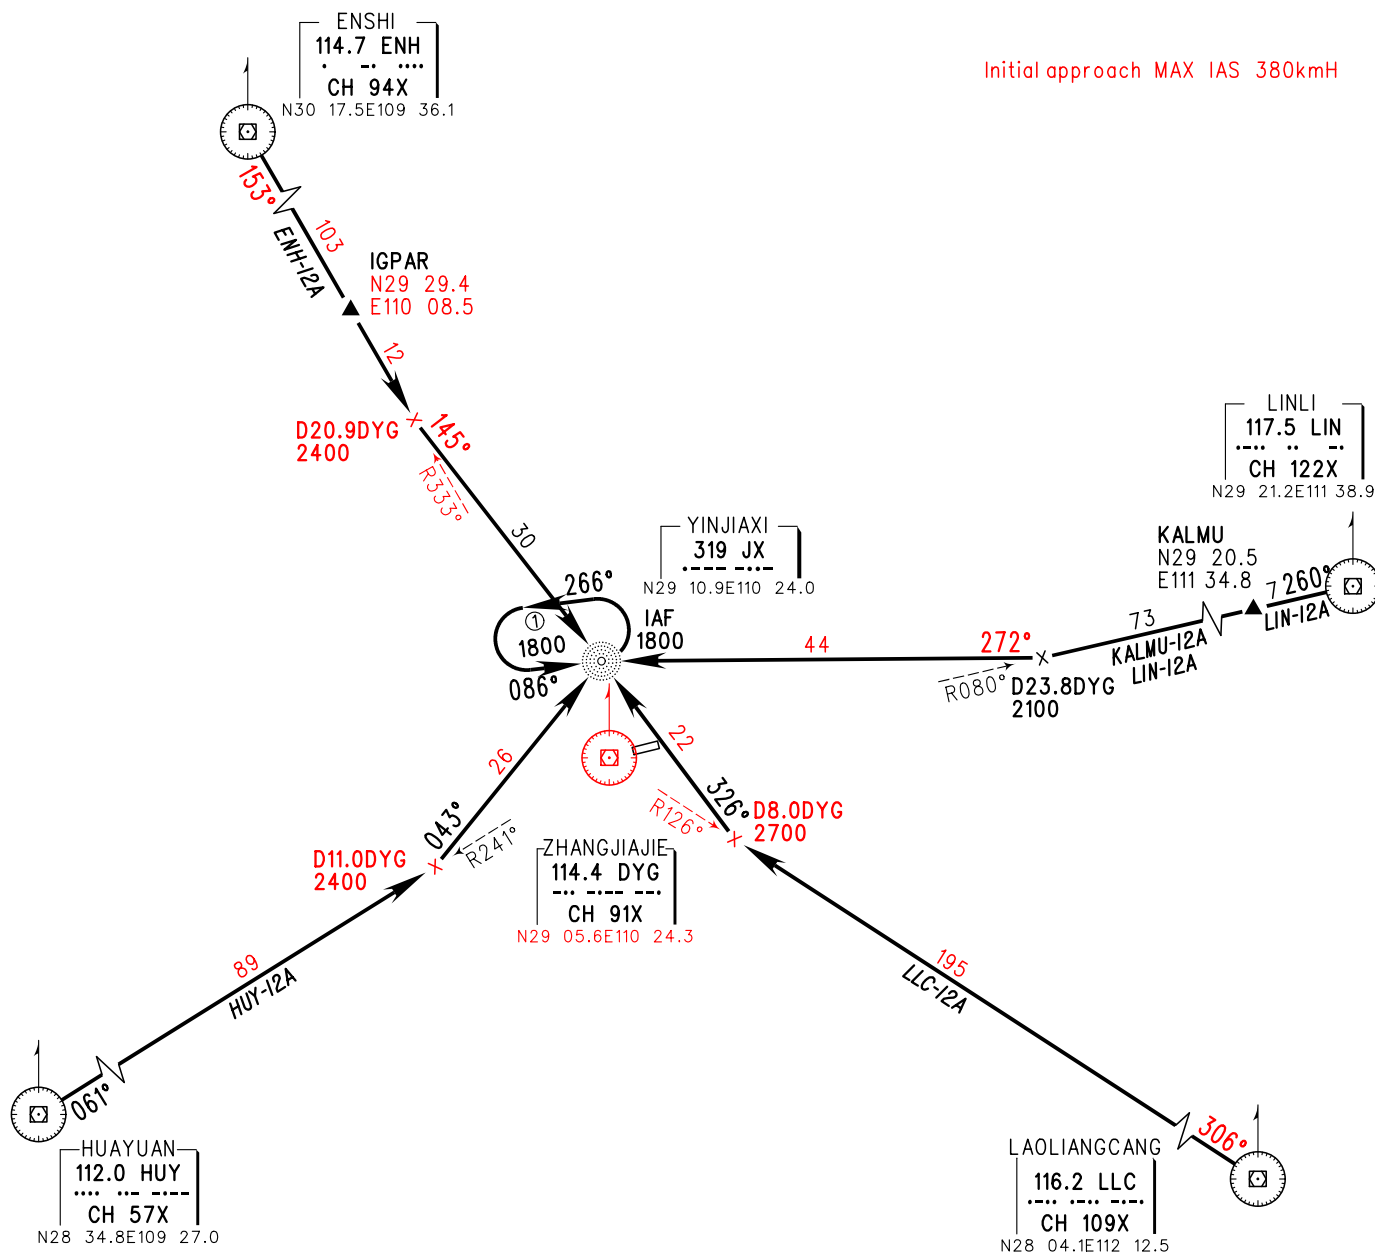 ENSHI
114.7 ENH
CH 94X
N30 17.5E109 36.1
Initial approach MAX IAS 380kmH
153°
103
ENH-12A
IGPAR
N29 29.4
E110 08.5
12
D20.9DYG
2400
145°
R333°
30
LINLI
117.5 LIN
CH 122X
N29 21.2E111 38.9
YINJIAXI
319 JX
N29 10.9E110 24.0
KALMU
N29 20.5
E111 34.8
7
260°
LIN-12A
73
KALMU-12A
LIN-12A
266°
①
1800
086°
IAF
1800
44
272°
R080°
D23.8DYG
2100
26
043°
R241°
D11.0DYG
2400
22
326°
R126°
D8.0DYG
2700
ZHANGJIAJIE
114.4 DYG
CH 91X
N29 05.6E110 24.3
89
HUY-12A
195
LLC-12A
061°
HUAYUAN
112.0 HUY
CH 57X
N28 34.8E109 27.0
306°
LAOLIANGCANG
116.2 LLC
CH 109X
N28 04.1E112 12.5